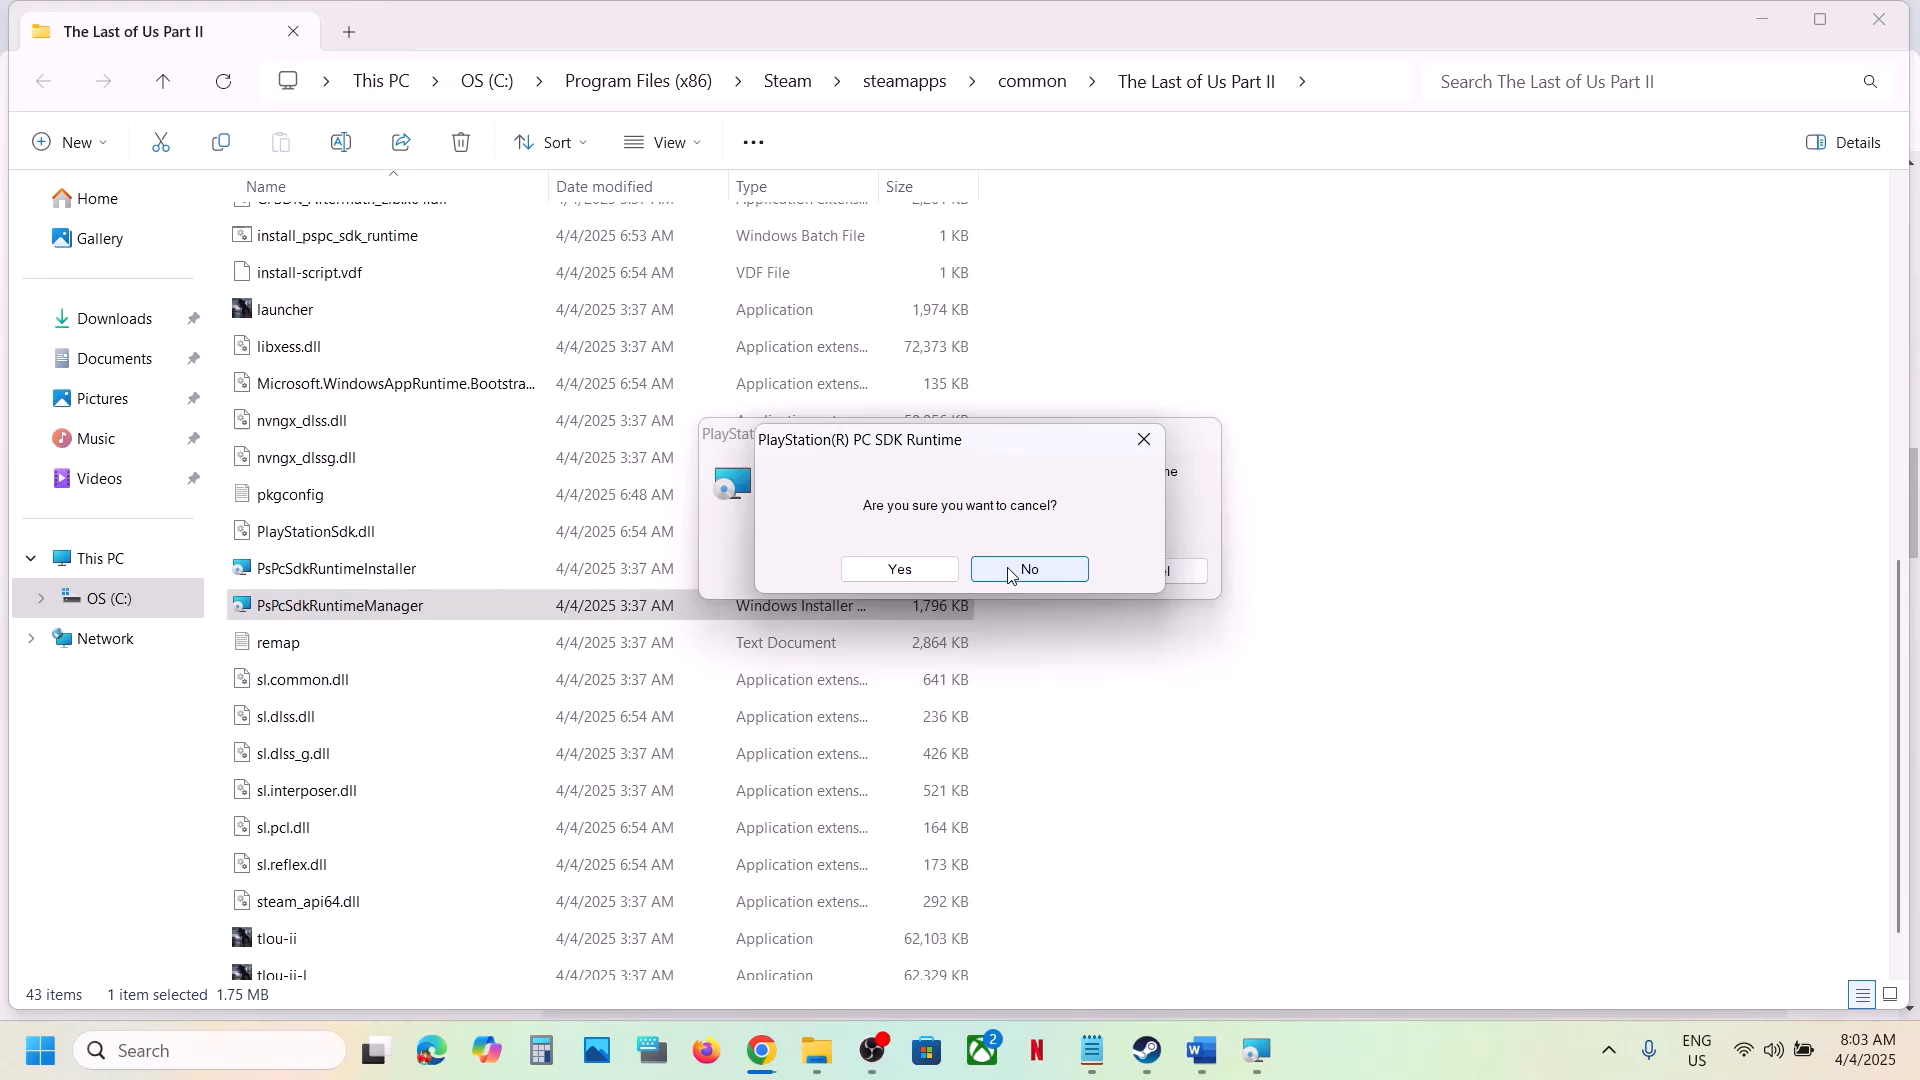 The Last of Us Part II
This PC > OS (C:) > Program Files (x86) > Steam > steamapps > common > The Last of Us Part II >
Search The Last of Us Part II
New
Sort
View
Details
Name
Date modified
Type
Size
Home
Gallery
Downloads
Documents
Pictures
Music
Videos
This PC
OS (C:)
Network
install_pspc_sdk_runtime 4/4/2025 6:53 AM Windows Batch File 1 KB
install-script.vdf 4/4/2025 6:54 AM VDF File 1 KB
launcher 4/4/2025 3:37 AM Application 1,974 KB
libxess.dll 4/4/2025 3:37 AM Application extens... 72,373 KB
Microsoft.WindowsAppRuntime.Bootstra... 4/4/2025 6:54 AM Application extens... 135 KB
nvngx_dlss.dll 4/4/2025 3:37 AM
nvngx_dlssg.dll 4/4/2025 3:37 AM
pkgconfig 4/4/2025 6:48 AM
PlayStationSdk.dll 4/4/2025 6:54 AM
PsPcSdkRuntimeInstaller 4/4/2025 3:37 AM
PsPcSdkRuntimeManager 4/4/2025 3:37 AM Windows Installer ... 1,796 KB
remap 4/4/2025 3:37 AM Text Document 2,864 KB
sl.common.dll 4/4/2025 3:37 AM Application extens... 641 KB
sl.dlss.dll 4/4/2025 6:54 AM Application extens... 236 KB
sl.dlss_g.dll 4/4/2025 3:37 AM Application extens... 426 KB
sl.interposer.dll 4/4/2025 3:37 AM Application extens... 521 KB
sl.pcl.dll 4/4/2025 6:54 AM Application extens... 164 KB
sl.reflex.dll 4/4/2025 6:54 AM Application extens... 173 KB
steam_api64.dll 4/4/2025 3:37 AM Application extens... 292 KB
tlou-ii 4/4/2025 3:37 AM Application 62,103 KB
tlou-ii-l 4/4/2025 3:37 AM Application 62,329 KB
PlayStat
PlayStation(R) PC SDK Runtime
Are you sure you want to cancel?
Yes
No
43 items
1 item selected 1.75 MB
Search
2
N
ENG
US
8:03 AM
4/4/2025